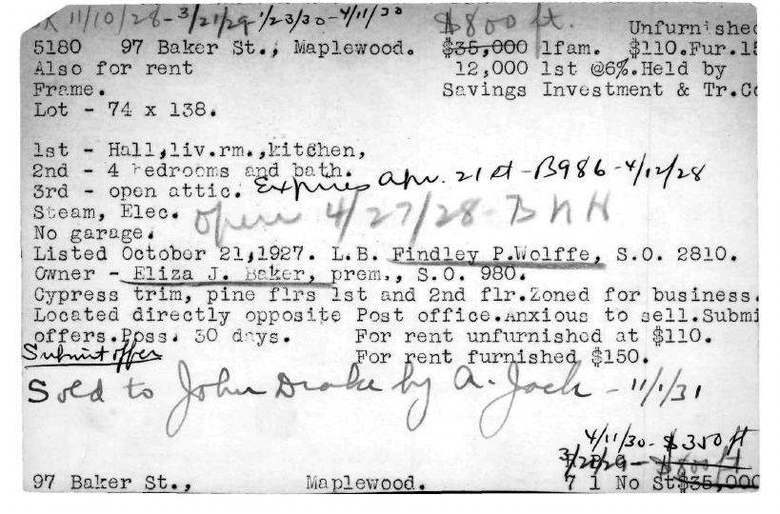 OK 11/10/28-3/21/29 1/23/30-4/11/30 $800 ft. Unfurnished
5180 97 Baker St., Maplewood. $35,000 1fam. $110.Fur.15
Also for rent 12,000 1st @6%.Held by
Frame. Savings Investment & Tr.Co
Lot - 74 x 138.
1st - Hall,liv.rm.,kitchen,
2nd - 4 bedrooms and bath.
3rd - open attic. Expires Apr. 21st - B986 - 4/12/28
Steam, Elec. open 4/27/28-BNH
No garage.
Listed October 21,1927. L.B. Findley P.Wolffe, S.O. 2810.
Owner - Eliza J. Baker, prem., S.O. 980.
Cypress trim, pine flrs 1st and 2nd flr.Zoned for business.
Located directly opposite Post office.Anxious to sell.Submi
offers.Poss. 30 days. For rent unfurnished at $110.
Submit offer For rent furnished $150.
Sold to John Drake by A. Jack - 11/1/31
4/11/30- $350 ft
$800 ft
97 Baker St., Maplewood. 7 1 No St $35,000